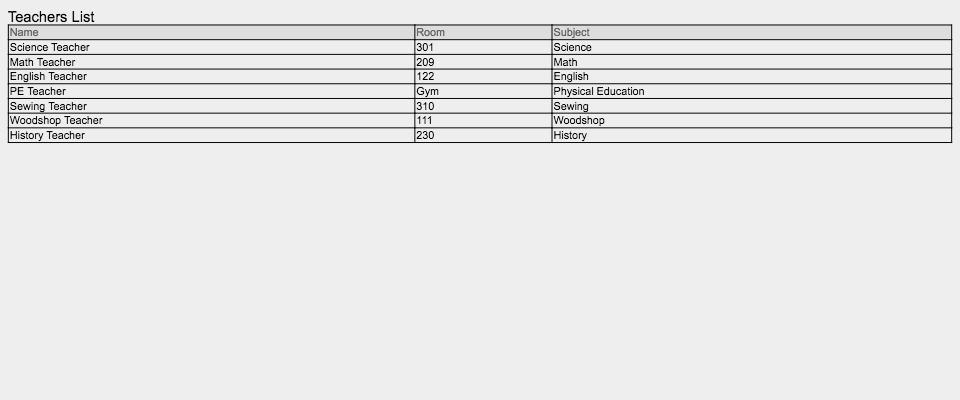 Teachers List
Name Room Subject
Science Teacher 301 Science
Math Teacher 209 Math
English Teacher 122 English
PE Teacher Gym Physical Education
Sewing Teacher 310 Sewing
Woodshop Teacher 111 Woodshop
History Teacher 230 History